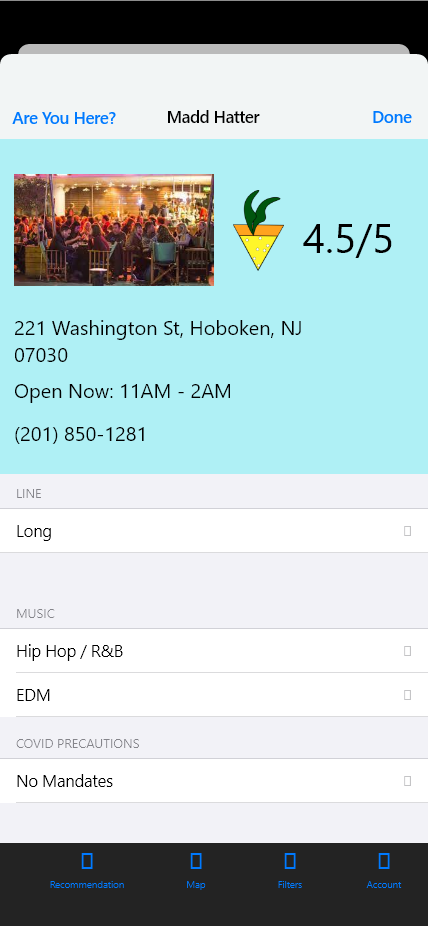 Are You Here? Madd Hatter Done
4.5/5
221 Washington St, Hoboken, NJ
07030
Open Now: 11AM - 2AM
(201) 850-1281
LINE
Long
MUSIC
Hip Hop / R&B
EDM
COVID PRECAUTIONS
No Mandates
Recommendation Map Filters Account